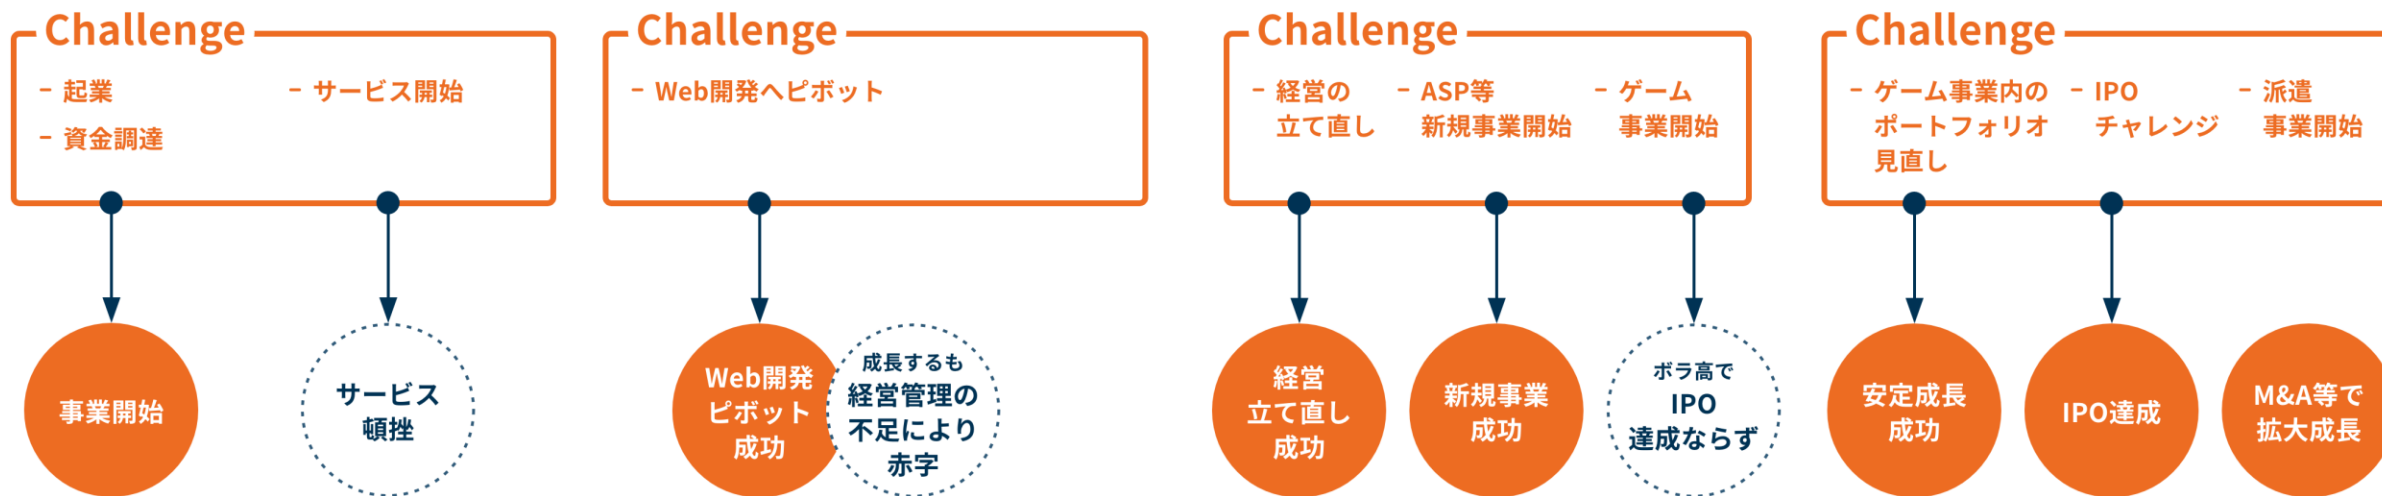 Challenge
- 起業
- サービス開始
- 資金調達
事業開始
サービス
頓挫
Challenge
- Web開発へピボット
Web開発
ピボット
成功
成長するも
経営管理の
不足により
赤字
Challenge
- 経営の
立て直し
- ASP等
新規事業開始
- ゲーム
事業開始
経営
立て直し
成功
新規事業
成功
ボラ高で
IPO
達成ならず
Challenge
- ゲーム事業内の
ポートフォリオ
見直し
- IPO
チャレンジ
- 派遣
事業開始
安定成長
成功
IPO達成
M&A等で
拡大成長